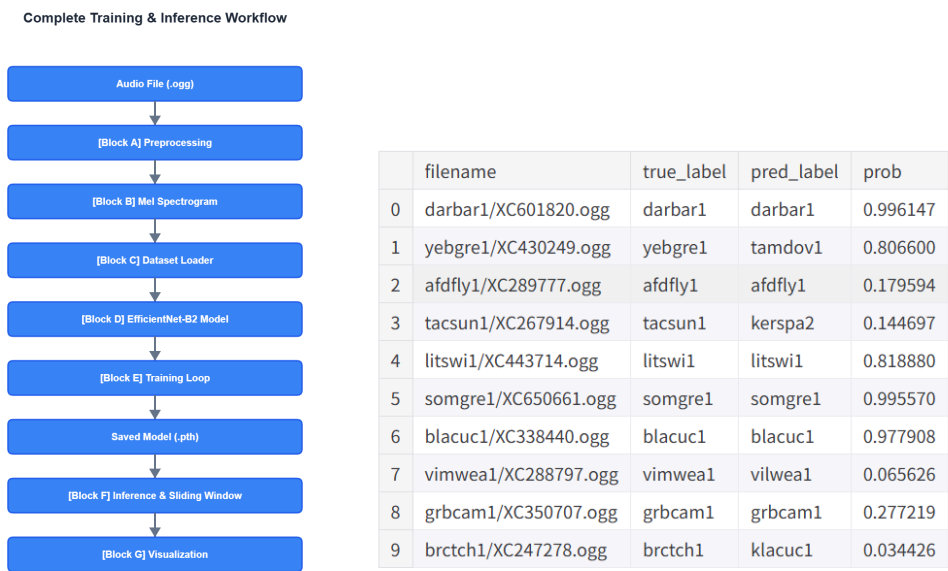 Complete Training & Inference Workflow
Audio File (.ogg)
[Block A] Preprocessing
[Block B] Mel Spectrogram
[Block C] Dataset Loader
[Block D] EfficientNet-B2 Model
[Block E] Training Loop
Saved Model (.pth)
[Block F] Inference & Sliding Window
[Block G] Visualization
filename true_label pred_label prob
0 darbar1/XC601820.ogg darbar1 darbar1 0.996147
1 yebgre1/XC430249.ogg yebgre1 tamdov1 0.806600
2 afdfly1/XC289777.ogg afdfly1 afdfly1 0.179594
3 tacsun1/XC267914.ogg tacsun1 kerspa2 0.144697
4 litswi1/XC443714.ogg litswi1 litswi1 0.818880
5 somgre1/XC650661.ogg somgre1 somgre1 0.995570
6 blacuc1/XC338440.ogg blacuc1 blacuc1 0.977908
7 vimwea1/XC288797.ogg vimwea1 vilwea1 0.065626
8 grbcam1/XC350707.ogg grbcam1 grbcam1 0.277219
9 brctch1/XC247278.ogg brctch1 klacuc1 0.034426